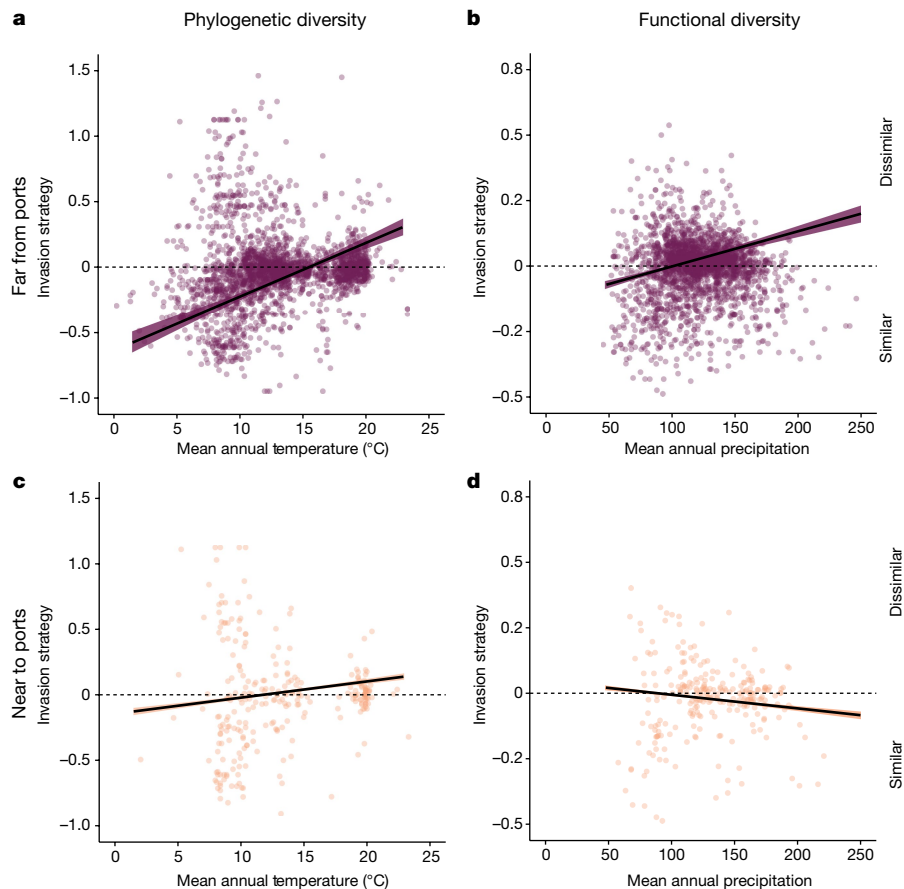 a Phylogenetic diversity
b Functional diversity
Far from ports
Invasion strategy
1.5
1.0
0.5
0
–0.5
–1.0
0 5 10 15 20 25
Mean annual temperature (°C)
Invasion strategy
0.8
0.5
0.2
0
–0.2
–0.5
0 50 100 150 200 250
Mean annual precipitation
Dissimilar
Similar
c
Near to ports
Invasion strategy
1.5
1.0
0.5
0
–0.5
–1.0
0 5 10 15 20 25
Mean annual temperature (°C)
d
Invasion strategy
0.8
0.5
0.2
0
–0.2
–0.5
0 50 100 150 200 250
Mean annual precipitation
Dissimilar
Similar